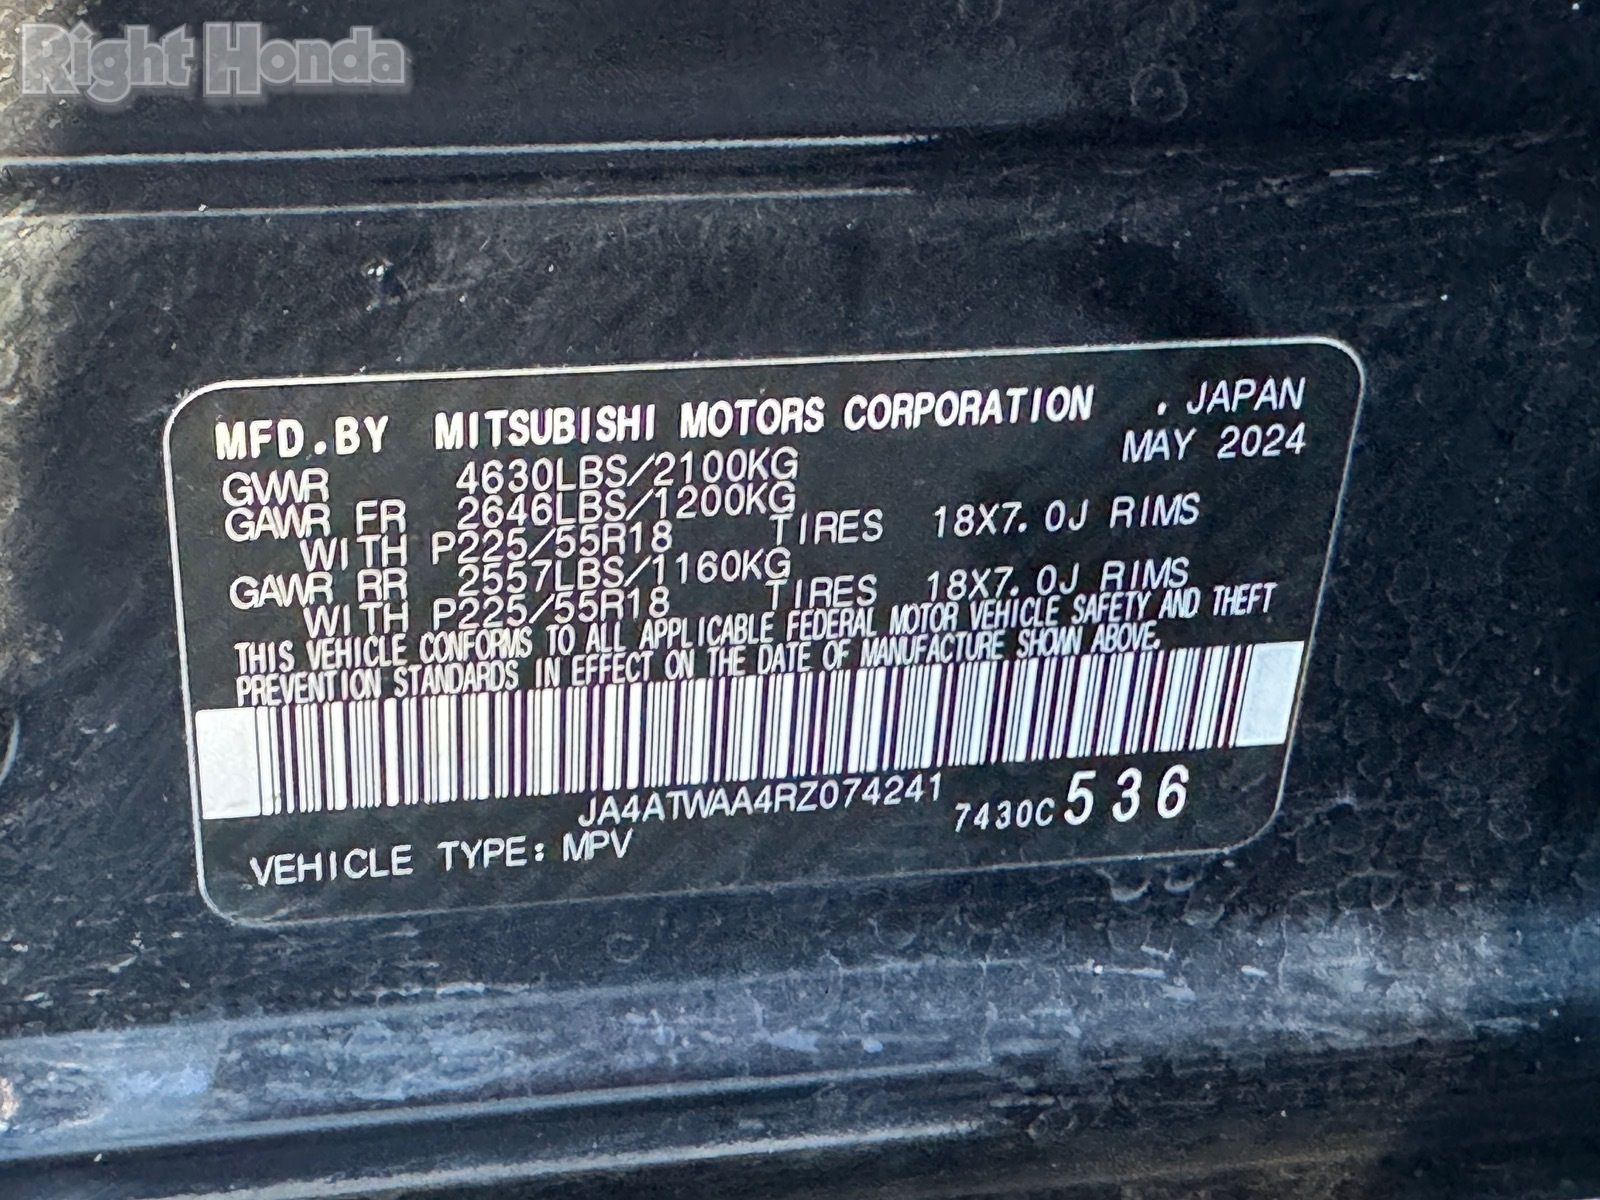 Right Honda
MFD.BY MITSUBISHI MOTORS CORPORATION . JAPAN
MAY 2024
GVWR 4630LBS/2100KG
GAWR FR 2646LBS/1200KG
WITH P225/55R18 TIRES 18X7.0J RIMS
GAWR RR 2557LBS/1160KG
WITH P225/55R18 TIRES 18X7.0J RIMS
THIS VEHICLE CONFORMS TO ALL APPLICABLE FEDERAL MOTOR VEHICLE SAFETY AND THEFT
PREVENTION STANDARDS IN EFFECT ON THE DATE OF MANUFACTURE SHOWN ABOVE.
JA4ATWAA4RZ074241 7430C 536
VEHICLE TYPE: MPV